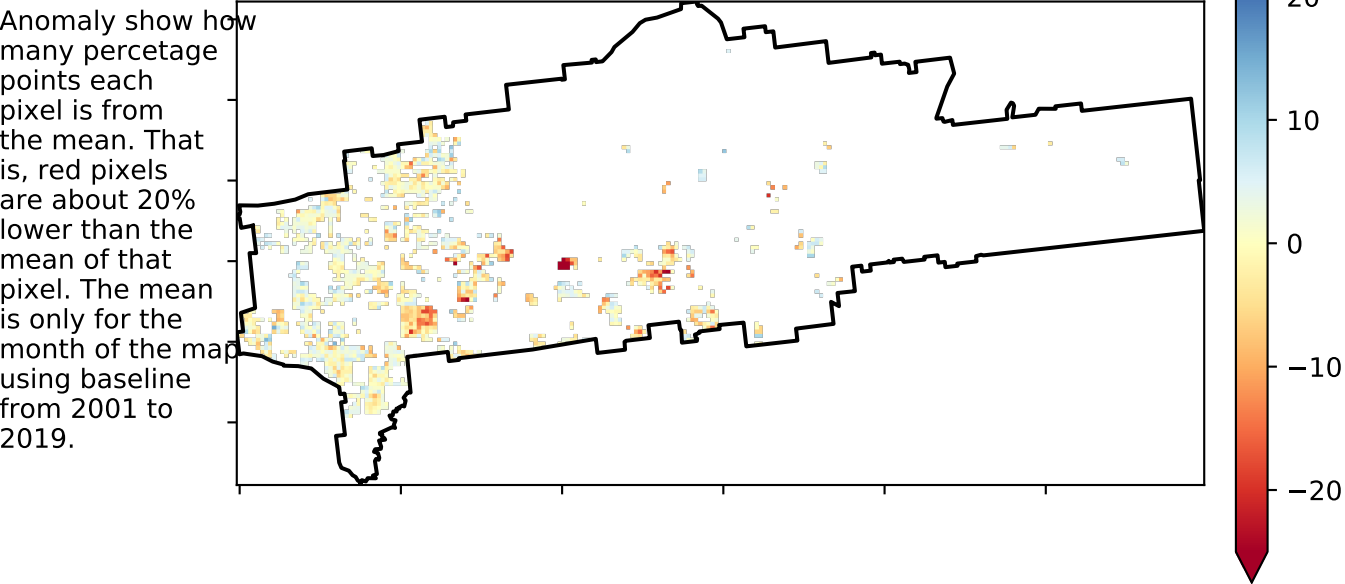 Anomaly show how
many percetage
points each
pixel is from
the mean. That
is, red pixels
are about 20%
lower than the
mean of that
pixel. The mean
is only for the
month of the map
using baseline
from 2001 to
2019.
20
10
0
−10
−20